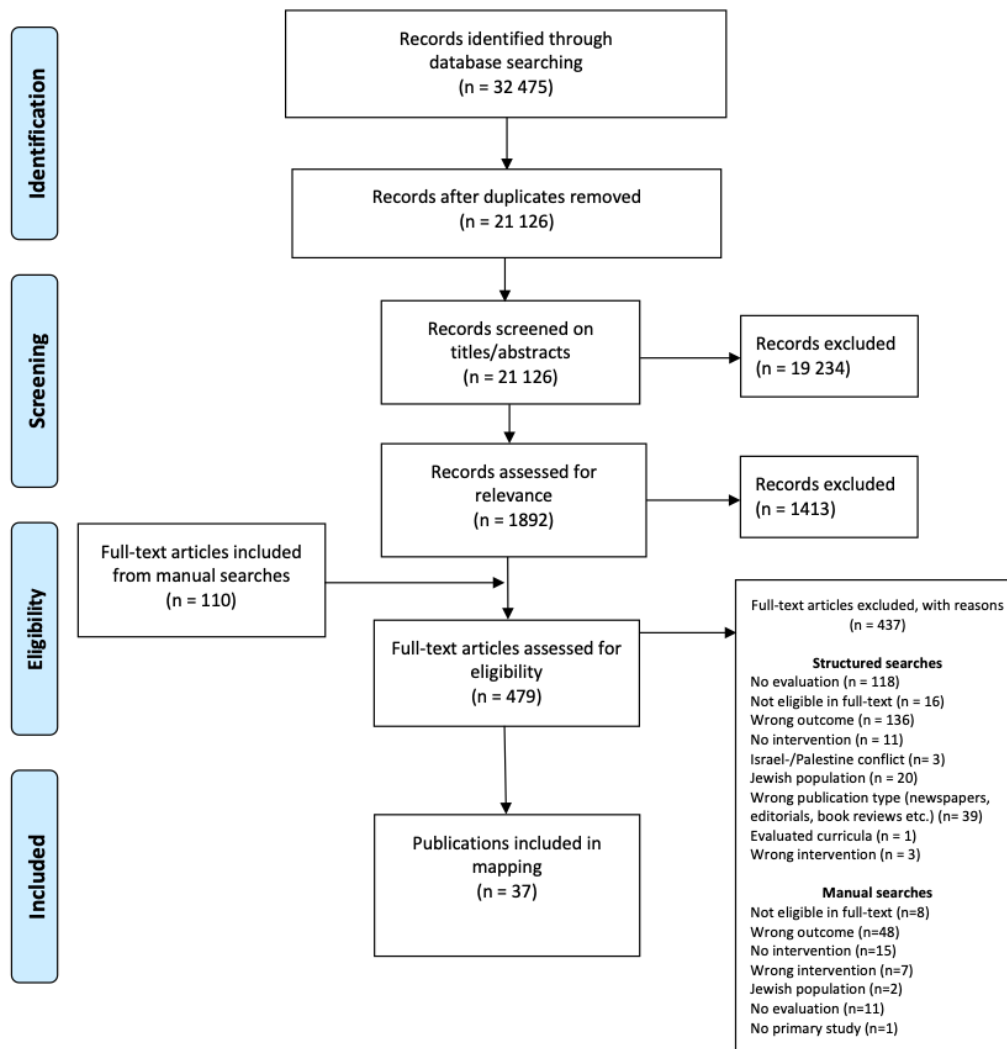 Identification
Records identified through
database searching
(n = 32 475)
Records after duplicates removed
(n = 21 126)
Screening
Records screened on
titles/abstracts
(n = 21 126)
Records excluded
(n = 19 234)
Records assessed for
relevance
(n = 1892)
Records excluded
(n = 1413)
Eligibility
Full-text articles included
from manual searches
(n = 110)
Full-text articles assessed for
eligibility
(n = 479)
Full-text articles excluded, with reasons
(n = 437)
Structured searches
No evaluation (n = 118)
Not eligible in full-text (n = 16)
Wrong outcome (n = 136)
No intervention (n = 11)
Israel-/Palestine conflict (n= 3)
Jewish population (n = 20)
Wrong publication type (newspapers,
editorials, book reviews etc.) (n= 39)
Evaluated curricula (n = 1)
Wrong intervention (n = 3)
Manual searches
Not eligible in full-text (n=8)
Wrong outcome (n=48)
No intervention (n=15)
Wrong intervention (n=7)
Jewish population (n=2)
No evaluation (n=11)
No primary study (n=1)
Included
Publications included in
mapping
(n = 37)